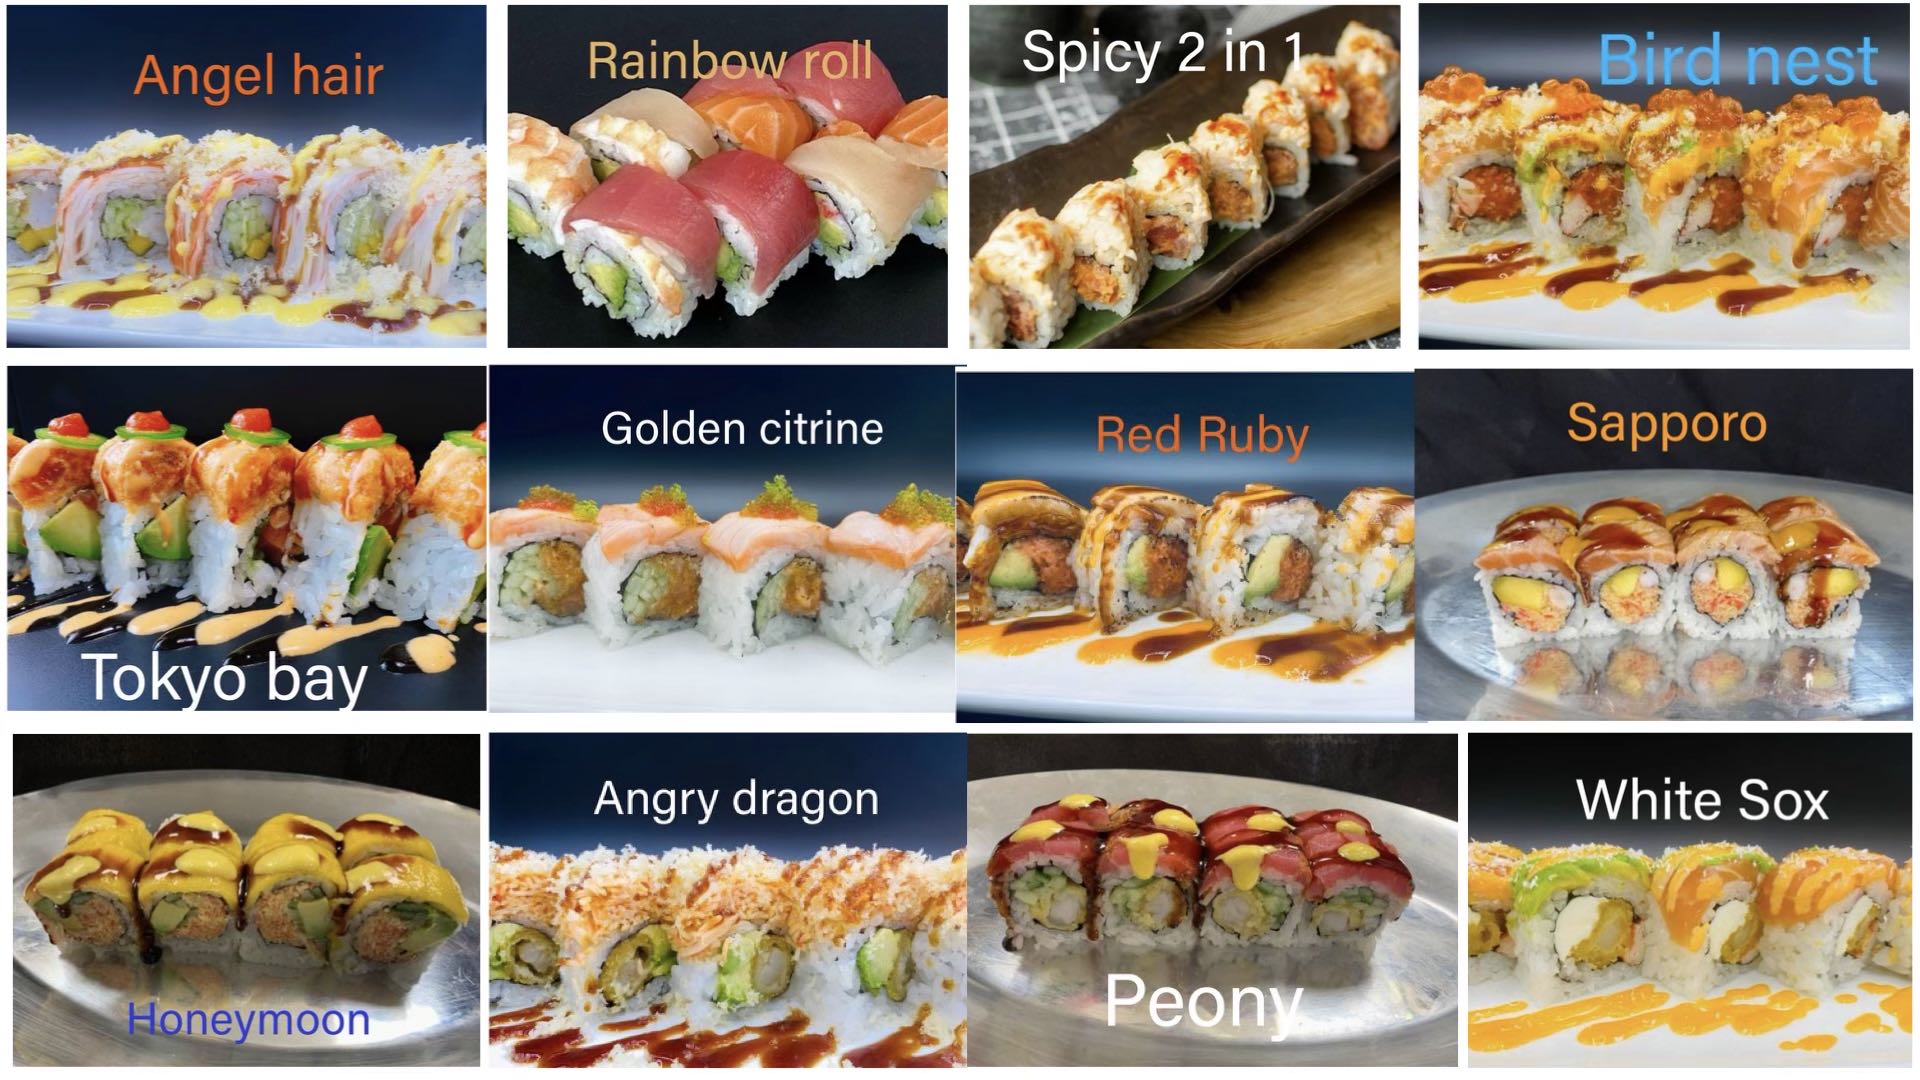 Angel hair
Rainbow roll
Spicy 2 in 1
Bird nest
Tokyo bay
Golden citrine
Red Ruby
Sapporo
Honeymoon
Angry dragon
Peony
White Sox